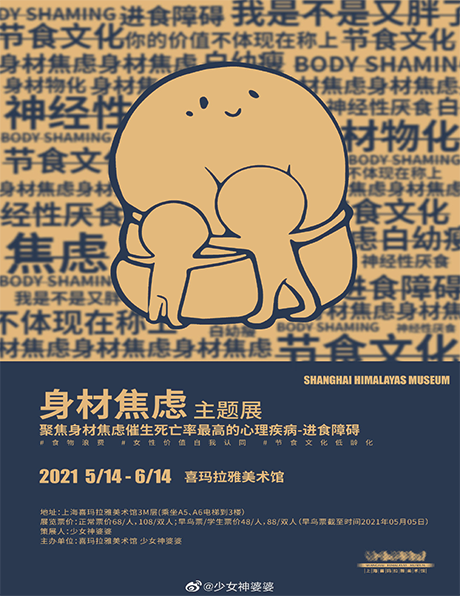 BODY SHAMING
进食障碍
我是不是又胖了
节食文化
你的价值不体现在称上
节食文化
身材焦虑
BODY SHAMING
身材物化
神经性
神经性厌食
BODY SHAMING
材物化
节食文化
不体现在称上
身材焦虑
经性厌食
食文化
焦虑
虑白幼瘦
神经性厌食
BODY SHAMING
我是不是又胖
进食障碍
不体现在称
BODY SHAMING
白幼瘦
神经性厌食
身材焦虑
节食文化
SHANGHAI HIMALAYAS MUSEUM
身材焦虑 主题展
聚焦身材焦虑催生死亡率最高的心理疾病-进食障碍
#食物浪费 #女性价值自我认同 #节食文化低龄化
2021 5/14 - 6/14 喜玛拉雅美术馆
地址:上海喜玛拉雅美术馆3M层(乘坐A5、A6电梯到3楼)
展览票价:正常票价68/人,108/双人;早鸟票/学生票价48/人,88/双人(早鸟票截至时间2021年05月05日)
策展人:少女神婆婆
主办单位:喜玛拉雅美术馆 少女神婆婆
上海喜玛拉雅美术馆
@少女神婆婆